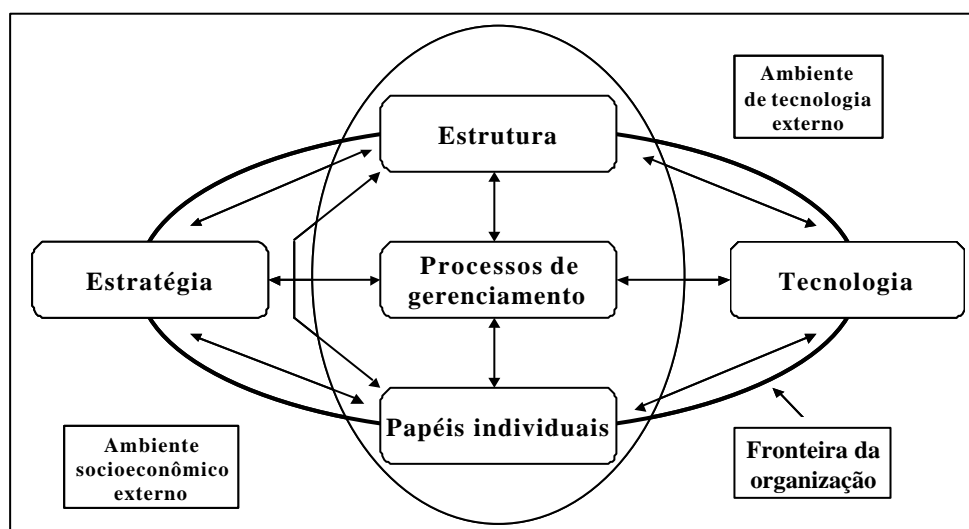 Ambiente
de tecnologia
externo
Estrutura
Estratégia
Processos de
gerenciamento
Tecnologia
Papéis individuais
Ambiente
socioeconômico
externo
Fronteira da
organização